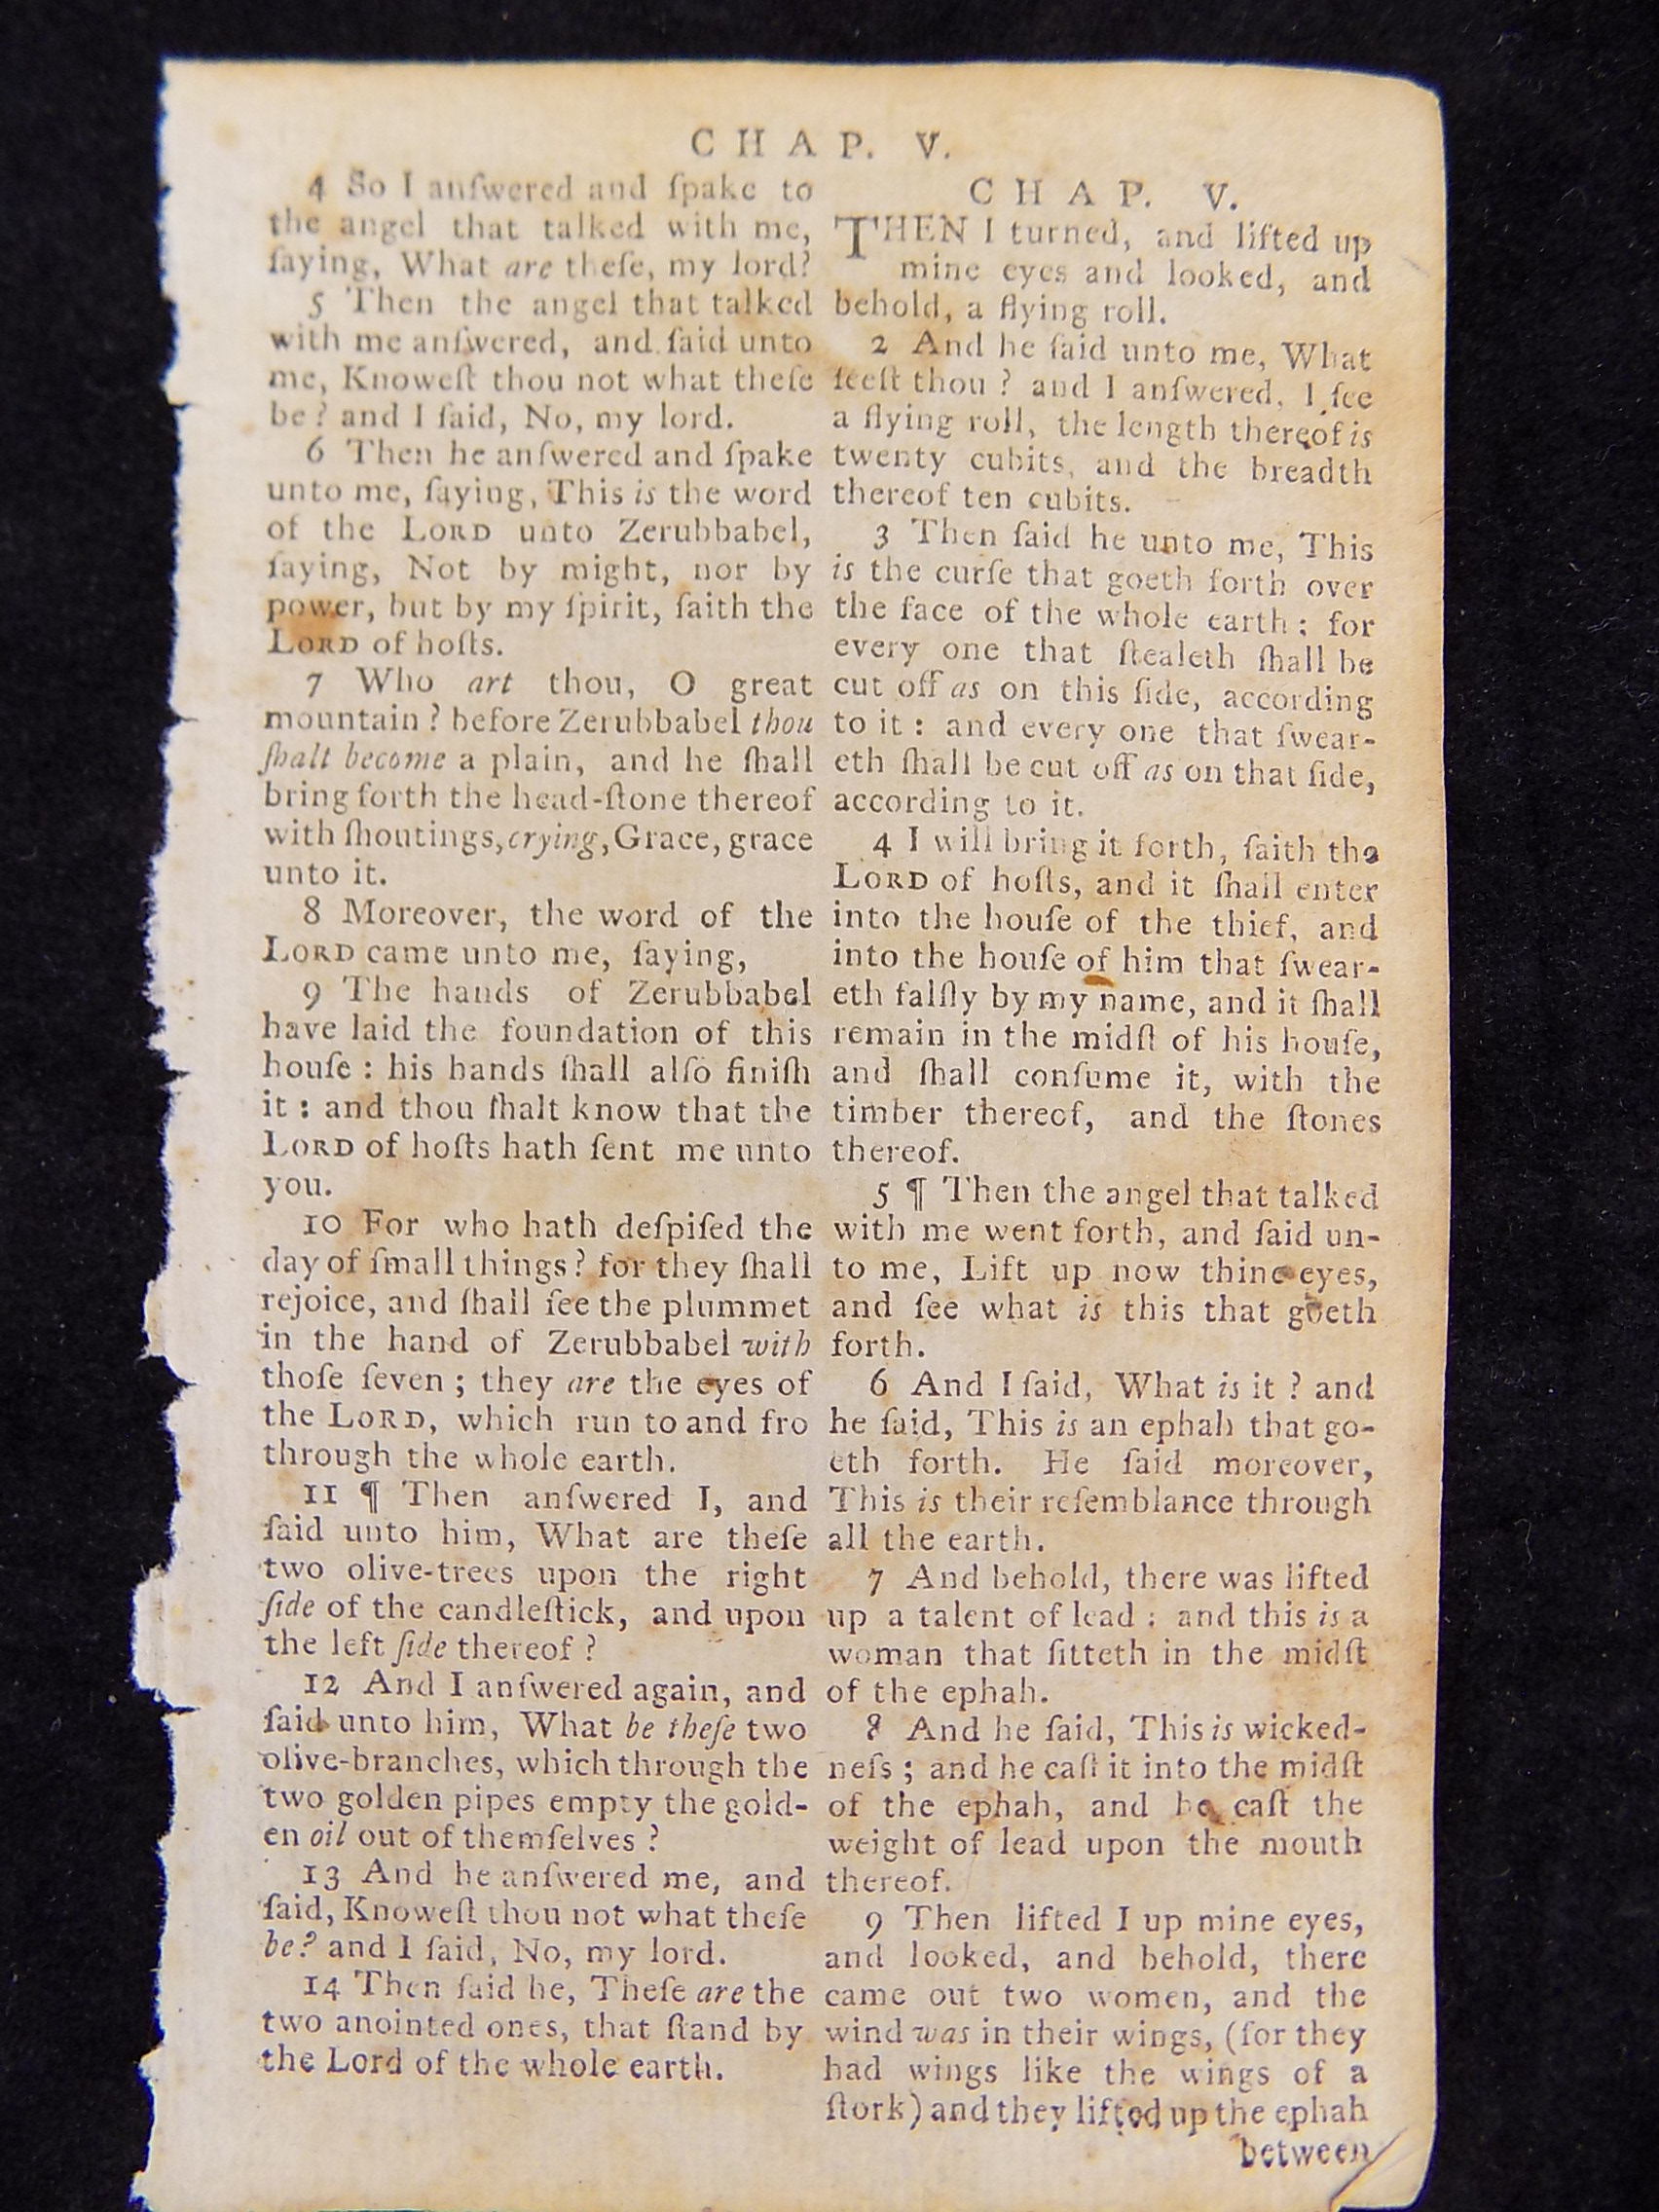 CHAP. V.
4 So I anſwered and ſpake to
the angel that talked with me,
ſaying, What are theſe, my lord?
5 Then the angel that talked
with me anſwered, and ſaid unto
me, Knoweſt thou not what theſe
be? and I ſaid, No, my lord.
6 Then he anſwered and ſpake
unto me, ſaying, This is the word
of the LORD unto Zerubbabel,
ſaying, Not by might, nor by
power, but by my ſpirit, ſaith the
LORD of hoſts.
7 Who art thou, O great
mountain? before Zerubbabel thou
ſhalt become a plain, and he ſhall
bring forth the head-ſtone thereof
with ſhoutings, crying, Grace, grace
unto it.
8 Moreover, the word of the
LORD came unto me, ſaying,
9 The hands of Zerubbabel
have laid the foundation of this
houſe: his hands ſhall alſo finiſh
it: and thou ſhalt know that the
LORD of hoſts hath ſent me unto
you.
10 For who hath deſpiſed the
day of ſmall things? for they ſhall
rejoice, and ſhall ſee the plummet
in the hand of Zerubbabel with
thoſe ſeven; they are the eyes of
the LORD, which run to and fro
through the whole earth.
11 ¶ Then anſwered I, and
ſaid unto him, What are theſe
two olive-trees upon the right
ſide of the candleſtick, and upon
the left ſide thereof?
12 And I anſwered again, and
ſaid unto him, What be theſe two
olive-branches, which through the
two golden pipes empty the gold-
en oil out of themſelves?
13 And he anſwered me, and
ſaid, Knoweſt thou not what theſe
be? and I ſaid, No, my lord.
14 Then ſaid he, Theſe are the
two anointed ones, that ſtand by
the Lord of the whole earth.
CHAP. V.
THEN I turned, and lifted up
mine eyes and looked, and
behold, a flying roll.
2 And he ſaid unto me, What
ſeeſt thou? and I anſwered, I ſee
a flying roll, the length thereof is
twenty cubits, and the breadth
thereof ten cubits.
3 Then ſaid he unto me, This
is the curſe that goeth forth over
the face of the whole earth: for
every one that ſtealeth ſhall be
cut off as on this ſide, according
to it: and every one that ſwear-
eth ſhall be cut off as on that ſide,
according to it.
4 I will bring it forth, ſaith the
LORD of hoſts, and it ſhall enter
into the houſe of the thief, and
into the houſe of him that ſwear-
eth falſly by my name, and it ſhall
remain in the midſt of his houſe,
and ſhall conſume it, with the
timber thereof, and the ſtones
thereof.
5 ¶ Then the angel that talked
with me went forth, and ſaid un-
to me, Lift up now thine eyes,
and ſee what is this that goeth
forth.
6 And I ſaid, What is it? and
he ſaid, This is an ephah that go-
eth forth. He ſaid moreover,
This is their reſemblance through
all the earth.
7 And behold, there was lifted
up a talent of lead: and this is a
woman that ſitteth in the midſt
of the ephah.
8 And he ſaid, This is wicked-
neſs; and he caſt it into the midſt
of the ephah, and he caſt the
weight of lead upon the mouth
thereof.
9 Then lifted I up mine eyes,
and looked, and behold, there
came out two women, and the
wind was in their wings, (for they
had wings like the wings of a
ſtork) and they lifted up the ephah
between